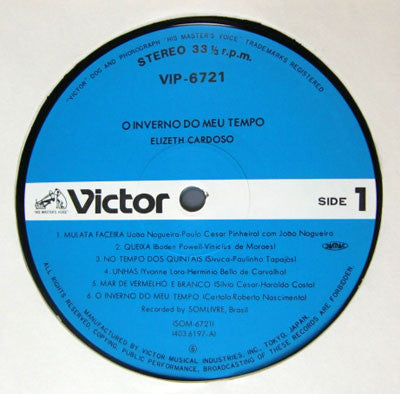 "VICTOR" DOG AND PHONOGRAPH "HIS MASTER'S VOICE" TRADEMARKS REGISTERED
STEREO 33 1/3 r.p.m.
VIP-6721
O INVERNO DO MEU TEMPO
ELIZETH CARDOSO
"HIS MASTER'S VOICE"
Victor
SIDE 1
1. MULATA FACEIRA (João Nogueira-Paulo Cesar Pinheiro) com João Nogueira
2. QUEIXA (Baden Powell-Vinicius de Moraes)
3. NO TEMPO DOS QUINTAIS (Sivuca-Paulinho Tapajós)
4. UNHAS (Yvonne Lara-Hermínio Bello de Carvalho)
5. MAR DE VERMELHO E BRANCO (Silvio Cesar-Haroldo Costa)
6. O INVERNO DO MEU TEMPO (Cartola-Roberto Nascimento)
Recorded by SOMLIVRE, Brasil
(SOM-6721)
(403.6197-A)
MANUFACTURED BY VICTOR MUSICAL INDUSTRIES, INC. TOKYO, JAPAN.
ALL RIGHTS RESERVED. COPYING, PUBLIC PERFORMANCE, BROADCASTING OF THESE RECORDS ARE FORBIDDEN.